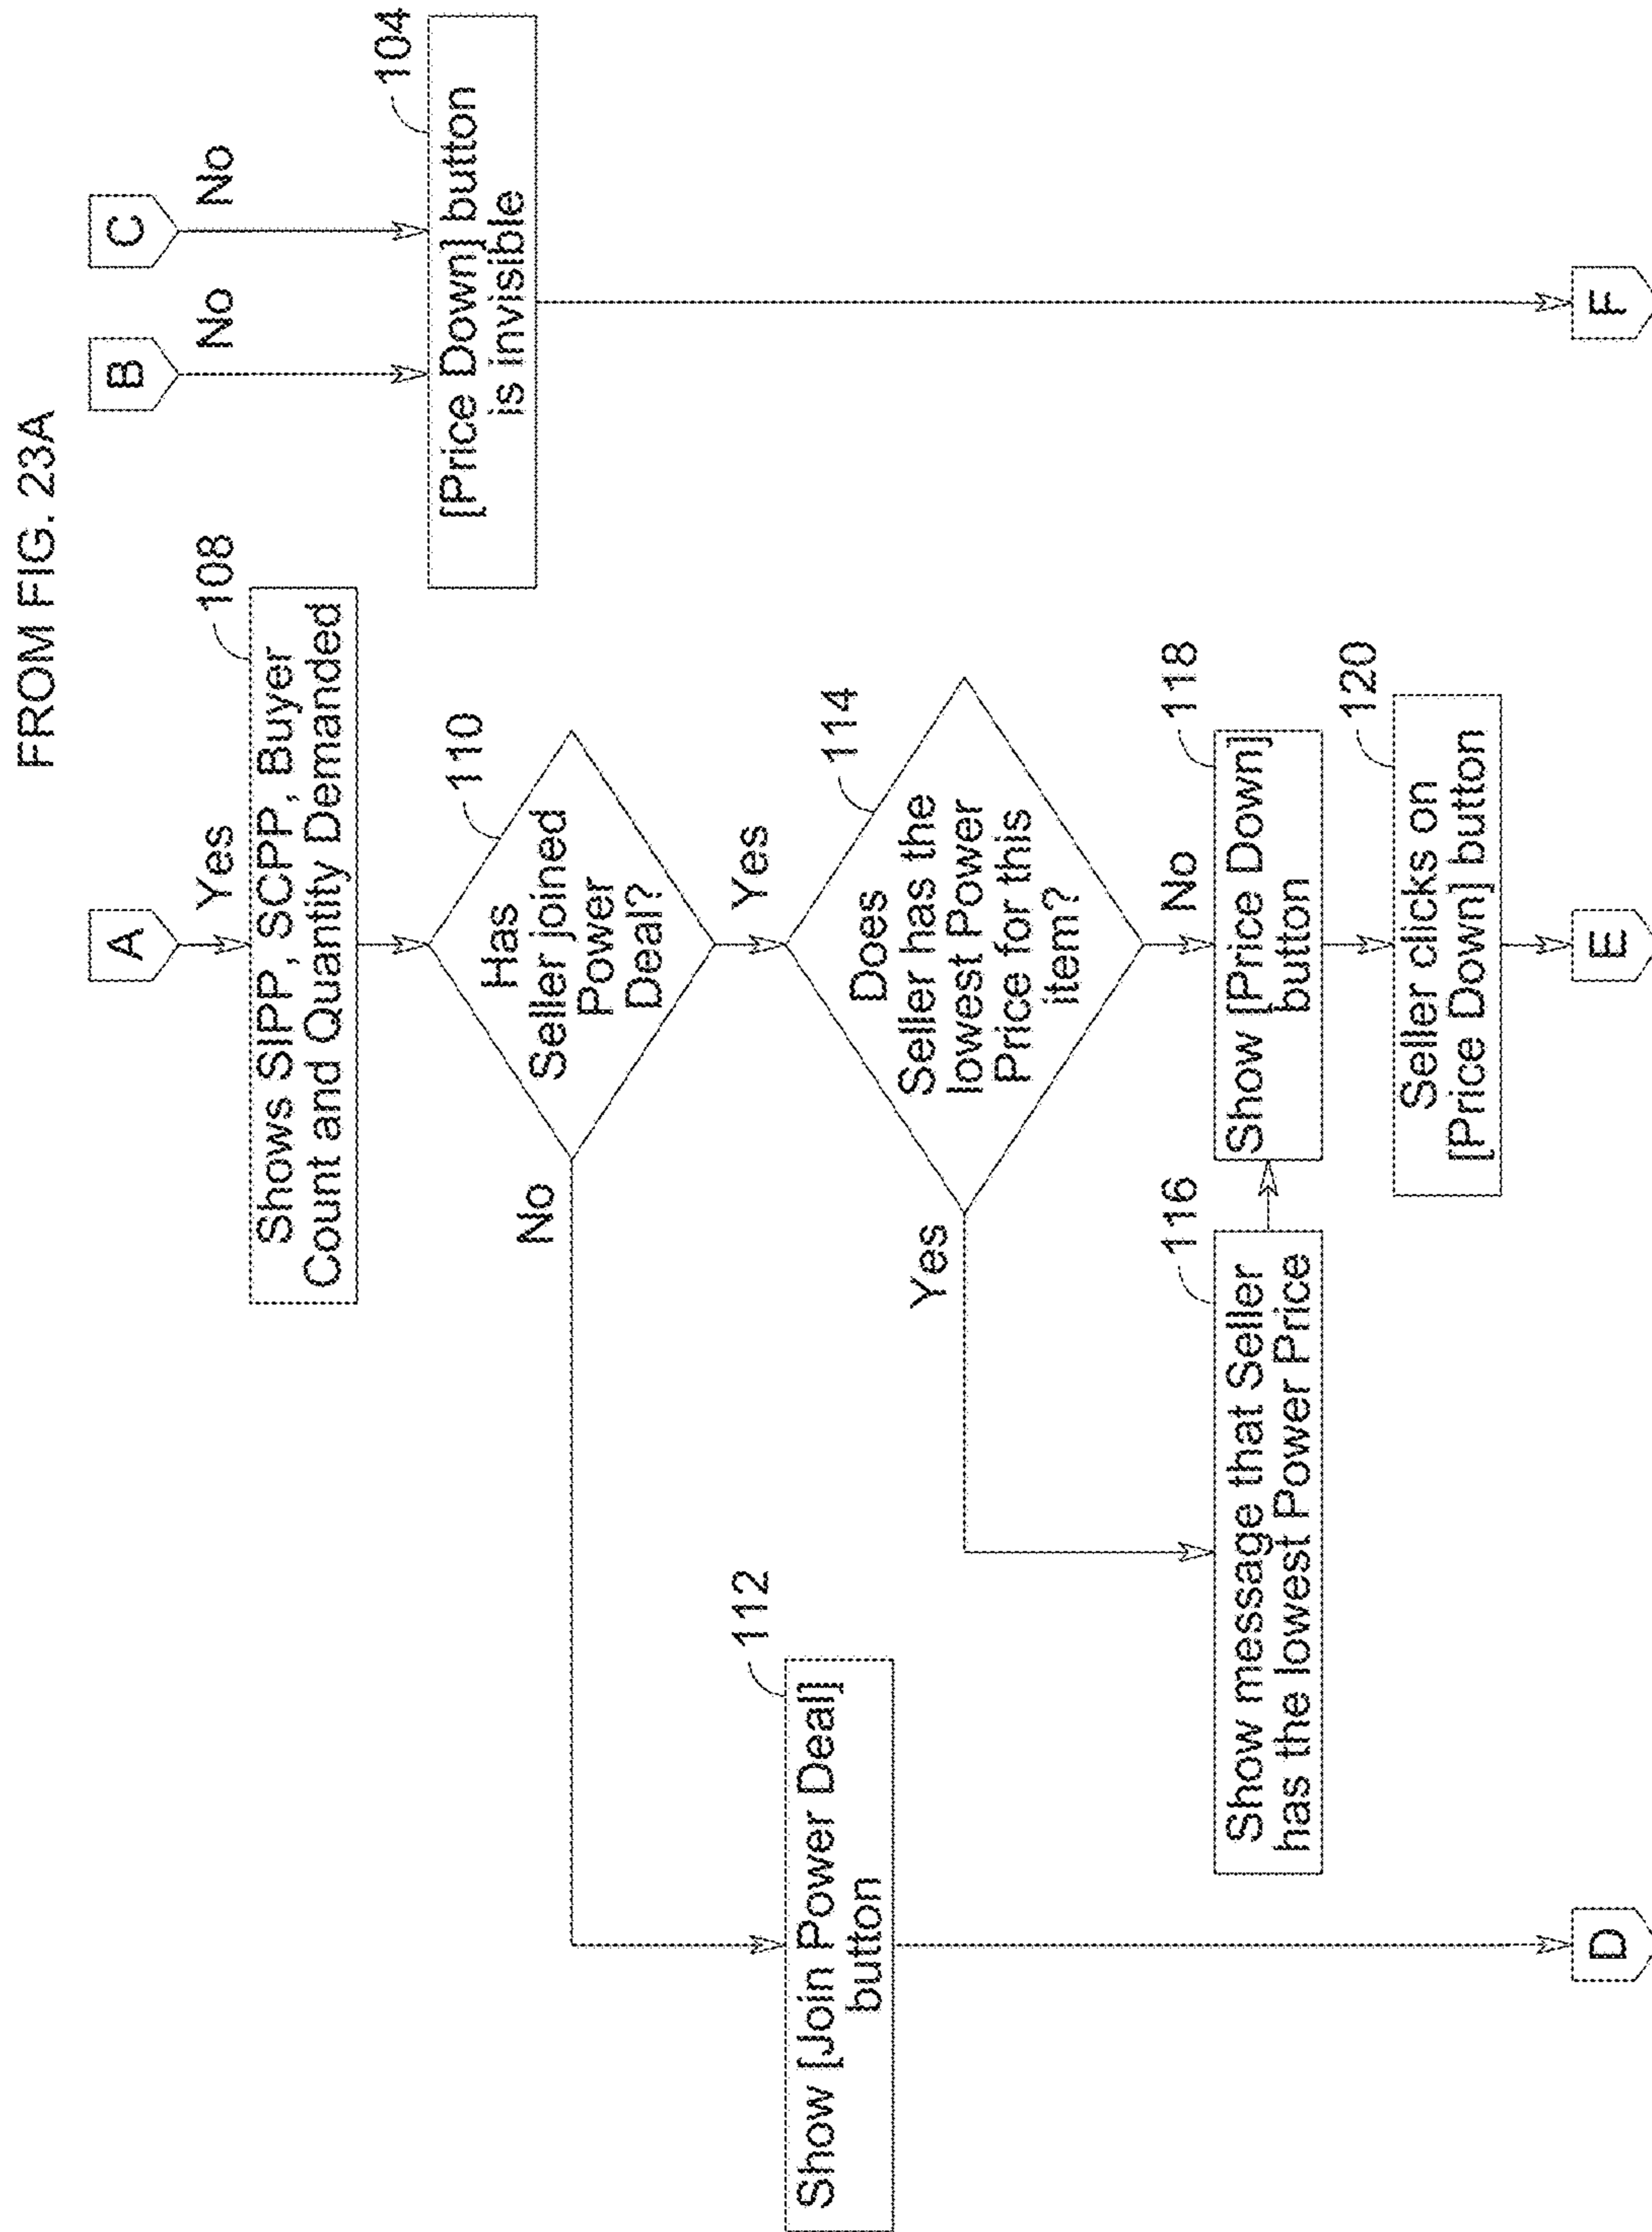 FROM FIG. 23A
A
Yes
108
Shows SIPP, SCPP, Buyer
Count and Quantity Demanded
B
No
C
No
104
[Price Down] button
is invisible
110
Has
Seller joined
Power
Deal?
No
Yes
112
Show [Join Power Deal]
button
114
Does
Seller has the
lowest Power
Price for this
item?
Yes
No
116
Show message that Seller
has the lowest Power Price
118
Show [Price Down]
button
120
Seller clicks on
[Price Down] button
D
E
F